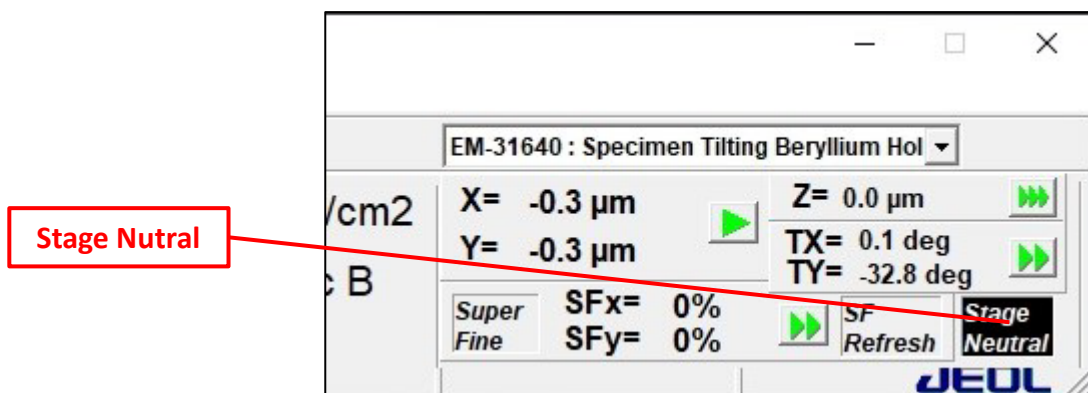 EM-31640 : Specimen Tilting Beryllium Hol
/cm2
X= -0.3 µm
Z= 0.0 µm
Stage Nutral
Y= -0.3 µm
TX= 0.1 deg
TY= -32.8 deg
c B
Super Fine
SFx= 0%
SFy= 0%
SF Refresh
Stage Neutral
JEOL